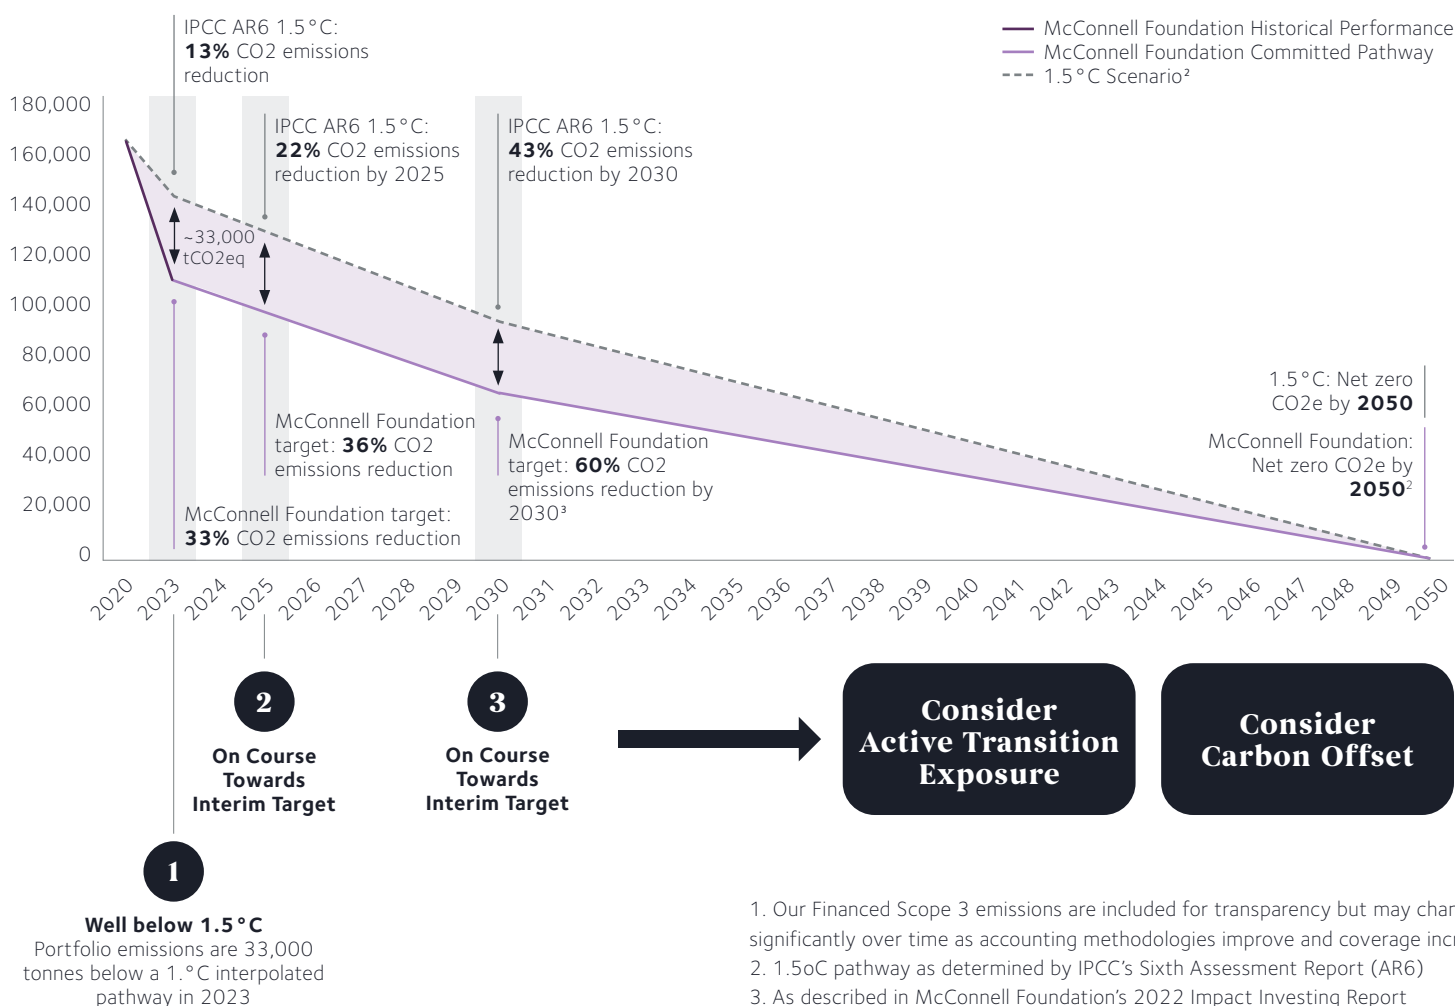 IPCC AR6 1.5°C:
13% CO2 emissions
reduction
McConnell Foundation Historical Performance
McConnell Foundation Committed Pathway
1.5°C Scenario²
180,000
160,000
140,000
120,000
100,000
80,000
60,000
40,000
20,000
0
IPCC AR6 1.5°C:
22% CO2 emissions
reduction by 2025
IPCC AR6 1.5°C:
43% CO2 emissions
reduction by 2030
~33,000
tCO2eq
McConnell Foundation
target: 36% CO2
emissions reduction
McConnell Foundation
target: 60% CO2
emissions reduction by
2030³
McConnell Foundation target:
33% CO2 emissions reduction
1.5°C: Net zero
CO2e by 2050
McConnell Foundation:
Net zero CO2e by
2050²
2020
2023
2024
2025
2026
2027
2028
2029
2030
2031
2032
2033
2034
2035
2036
2037
2038
2039
2040
2041
2042
2043
2044
2045
2046
2047
2048
2049
2050
2
On Course
Towards
Interim Target
3
On Course
Towards
Interim Target
Consider
Active Transition
Exposure
Consider
Carbon Offset
1
Well below 1.5°C
Portfolio emissions are 33,000
tonnes below a 1.°C interpolated
pathway in 2023
1. Our Financed Scope 3 emissions are included for transparency but may
significantly over time as accounting methodologies improve and coverage
2. 1.5oC pathway as determined by IPCC's Sixth Assessment Report (AR6)
3. As described in McConnell Foundation's 2022 Impact Investing Report